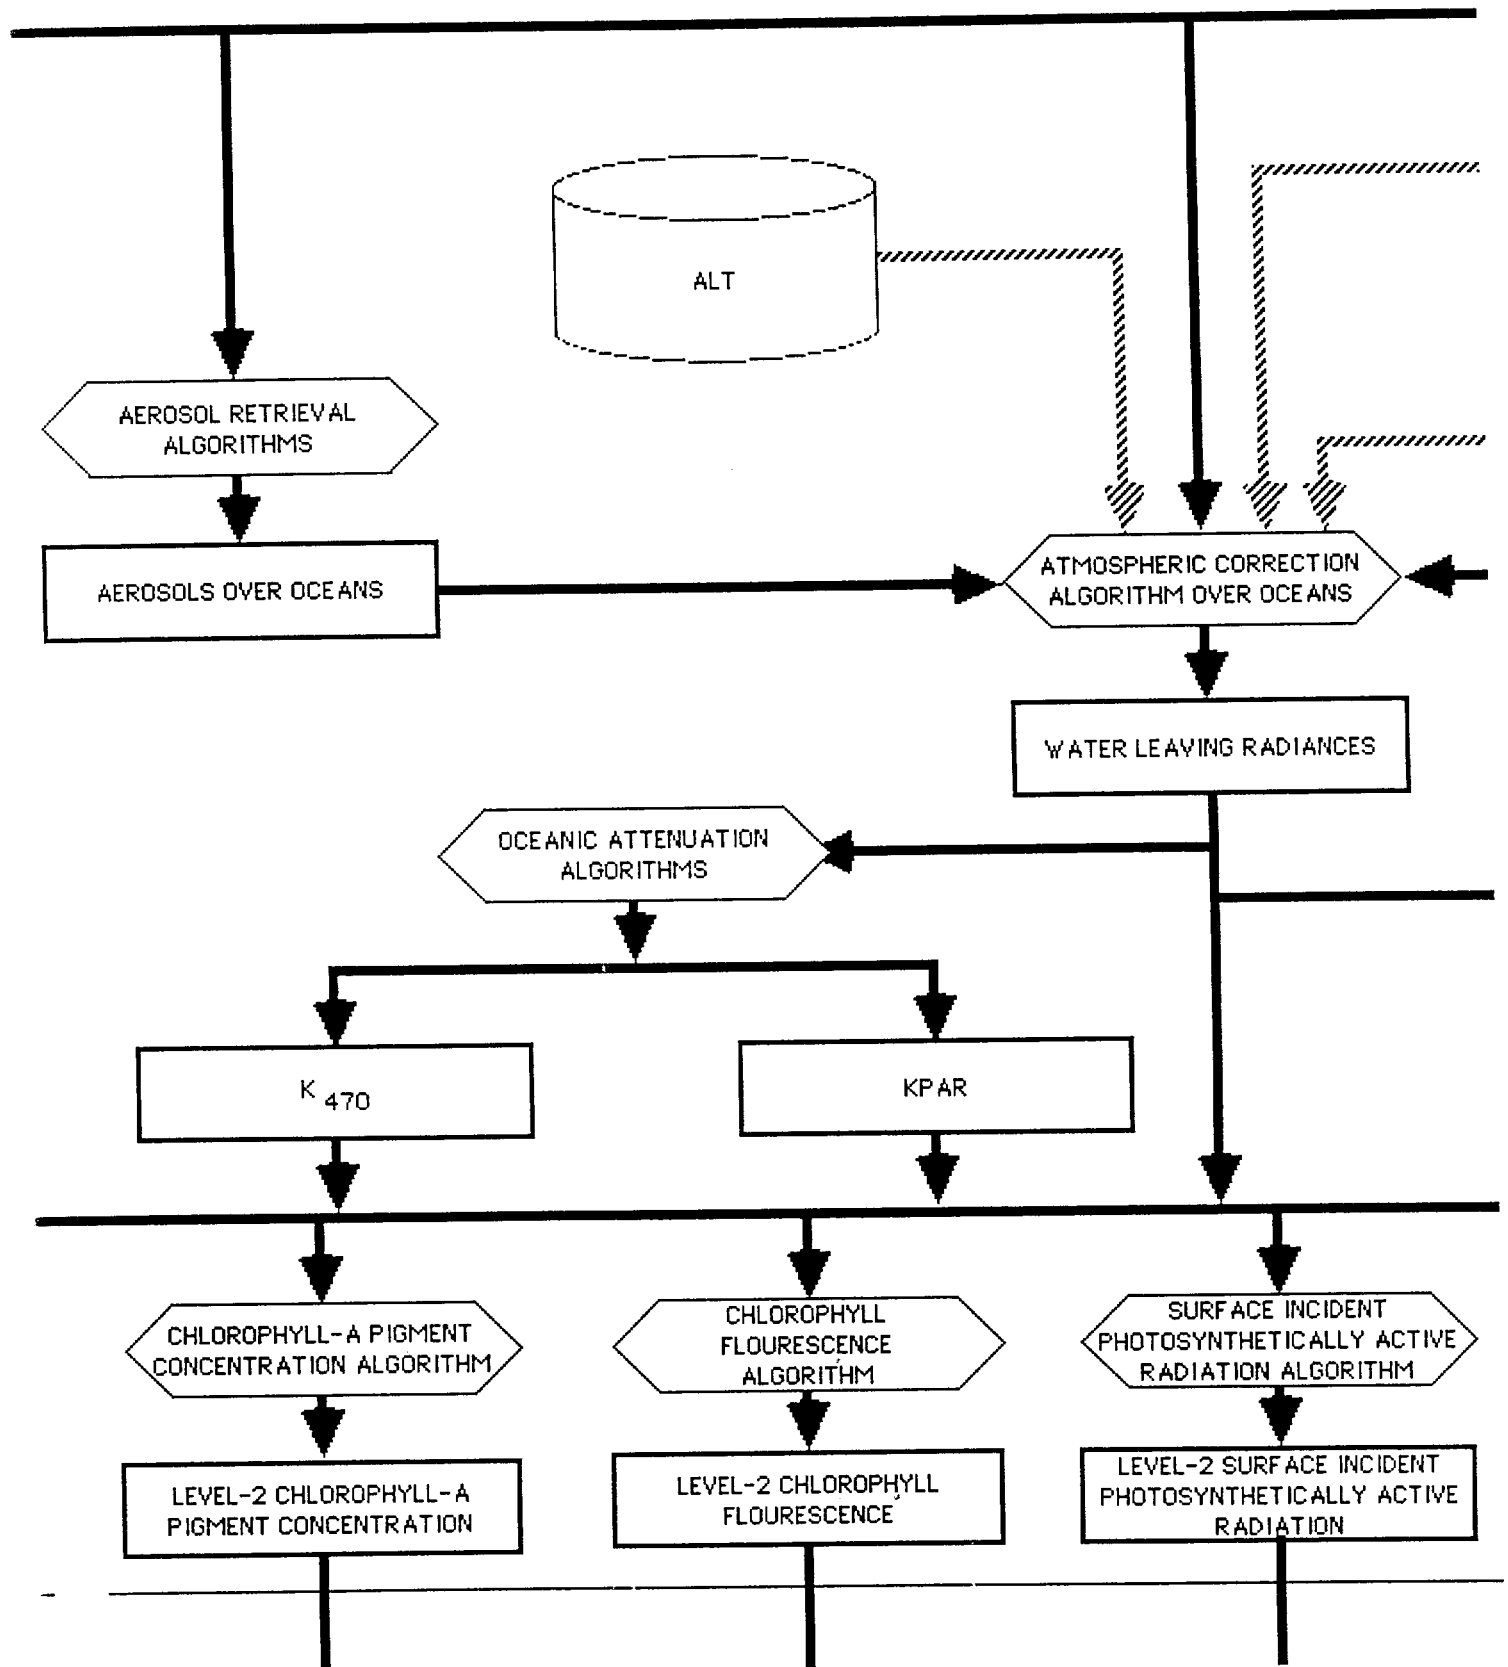 ALT
AEROSOL RETRIEVAL
ALGORITHMS
AEROSOLS OVER OCEANS
ATMOSPHERIC CORRECTION
ALGORITHM OVER OCEANS
WATER LEAVING RADIANCES
OCEANIC ATTENUATION
ALGORITHMS
K 470
KPAR
CHLOROPHYLL-A PIGMENT
CONCENTRATION ALGORITHM
CHLOROPHYLL
FLOURESCENCE
ALGORITHM
SURFACE INCIDENT
PHOTOSYNTHETICALLY ACTIVE
RADIATION ALGORITHM
LEVEL-2 CHLOROPHYLL-A
PIGMENT CONCENTRATION
LEVEL-2 CHLOROPHYLL
FLOURESCENCE
LEVEL-2 SURFACE INCIDENT
PHOTOSYNTHETICALLY ACTIVE
RADIATION